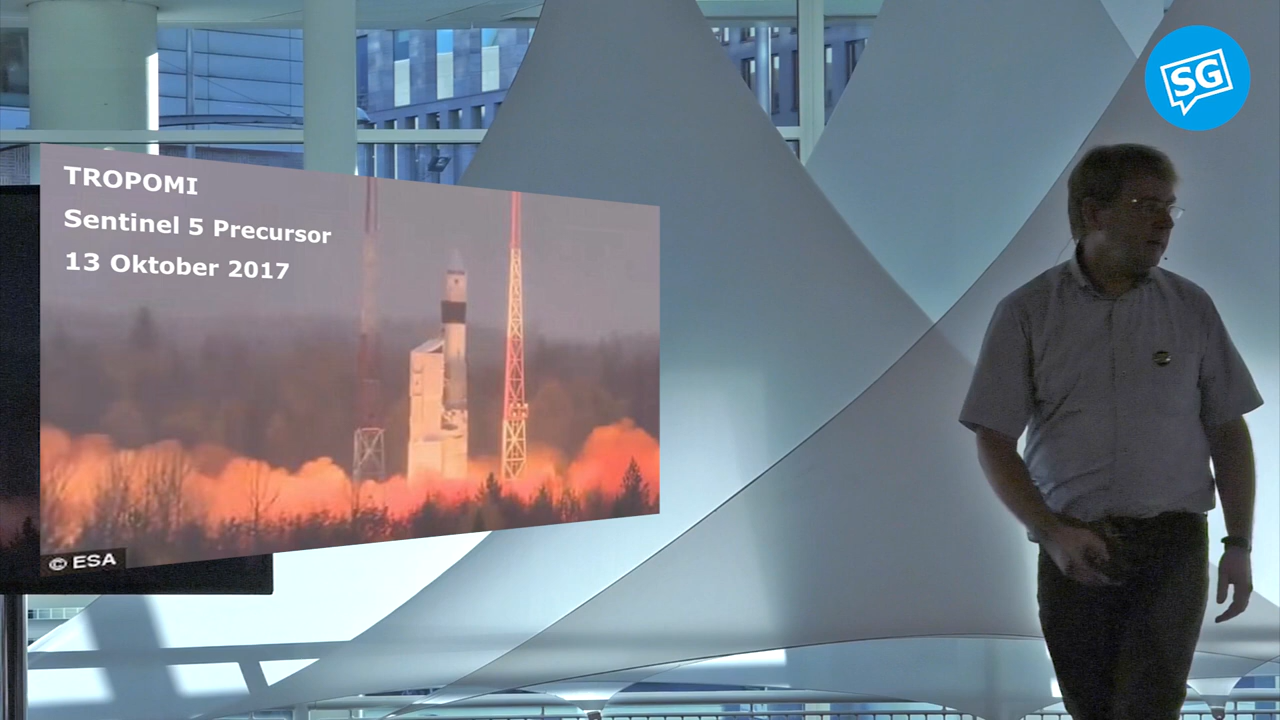 TROPOMI
Sentinel 5 Precursor
13 Oktober 2017
© ESA
SG